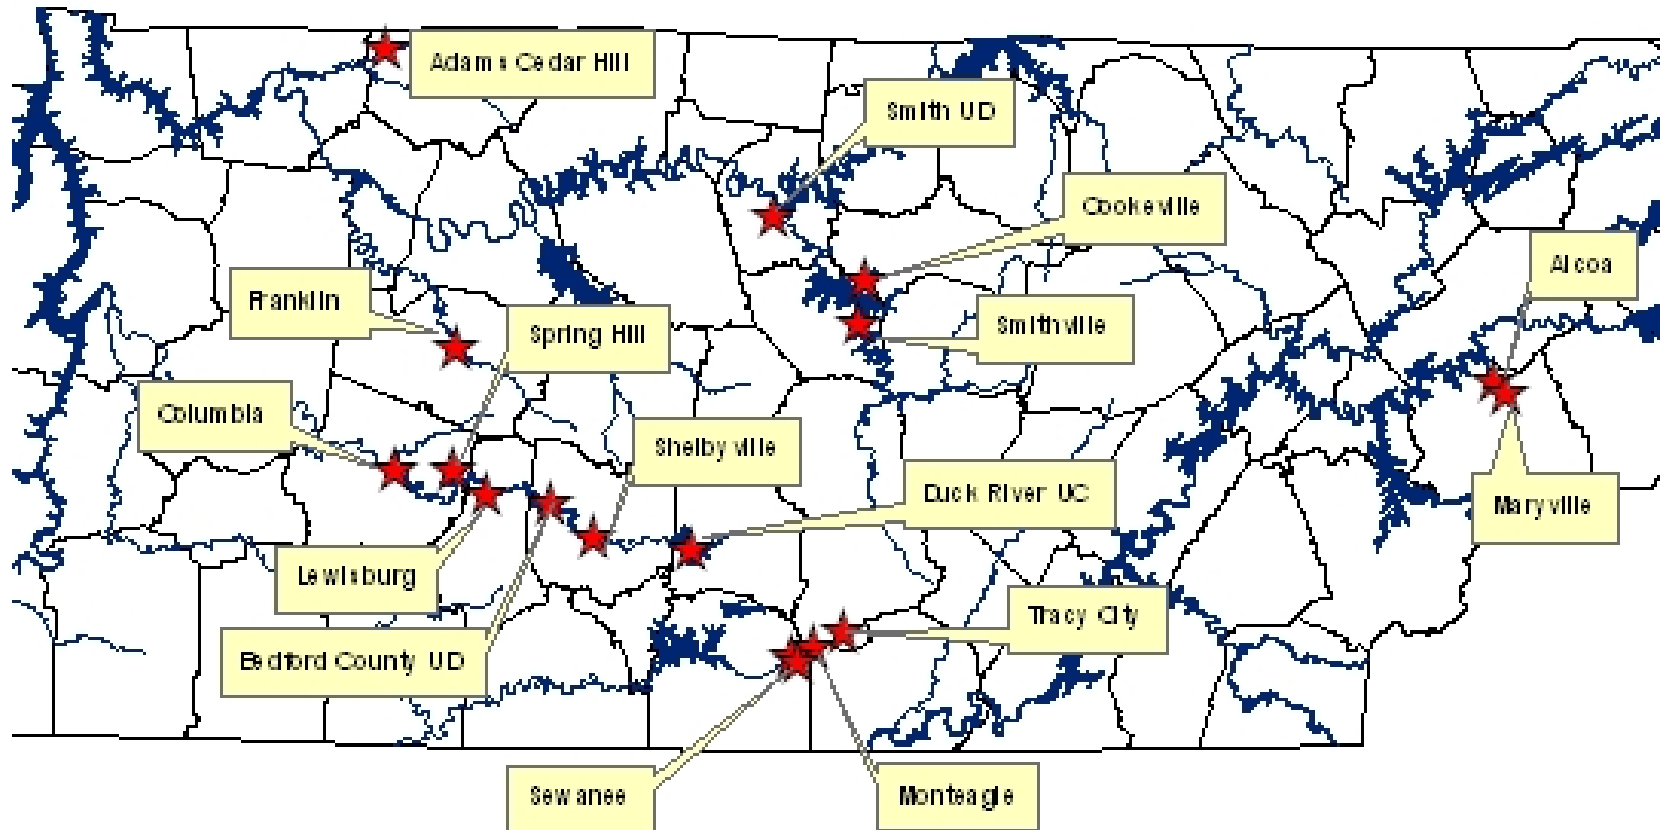 Adams Cedar Hill
Smith UD
Cookeville
Alcoa
Franklin
Spring Hill
Smithville
Columbia
Shelbyville
Duck River UC
Maryville
Lewisburg
Tracy City
Bedford County UD
Sewanee
Monteagle